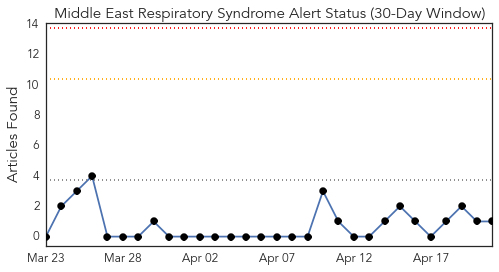 Middle East Respiratory Syndrome Alert Status (30-Day Window)
Articles Found
14
12
10
8
6
4
2
0
Mar 23 Mar 28 Apr 02 Apr 07 Apr 12 Apr 17